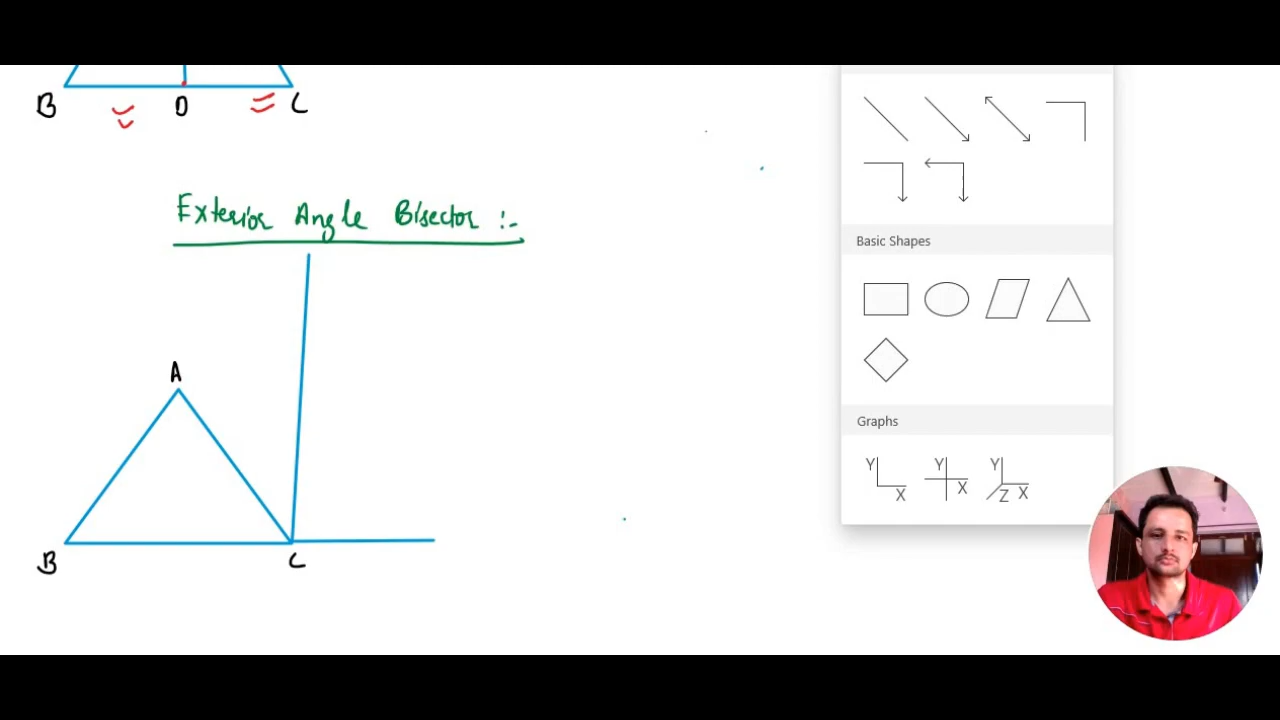 B D C
Basic Shapes
Exterior Angle Bisector :-
A
B C
Graphs
Y X Y X Y Z X